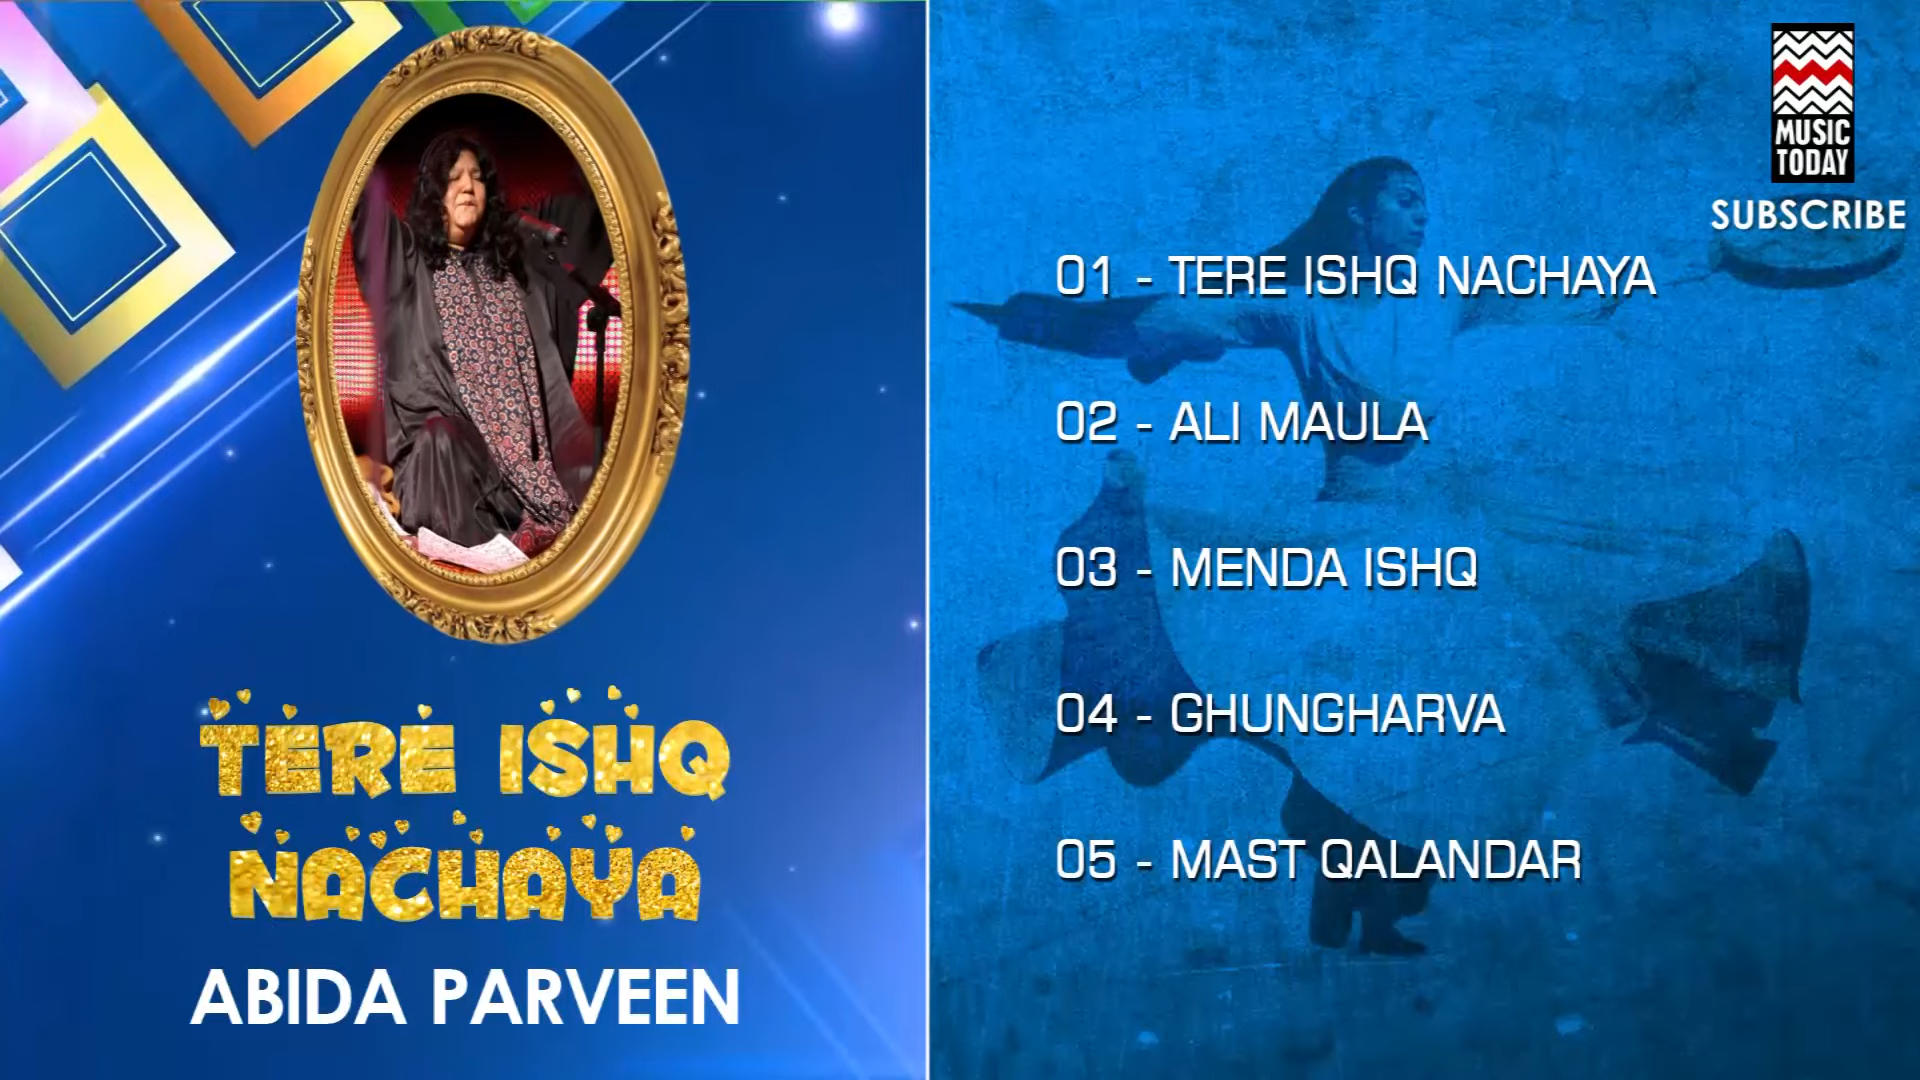 TERE ISHQ
NACHAYA
ABIDA PARVEEN
MUSIC
TODAY
SUBSCRIBE
01 - TERE ISHQ NACHAYA
02 - ALI MAULA
03 - MENDA ISHQ
04 - GHUNGHARVA
05 - MAST QALANDAR